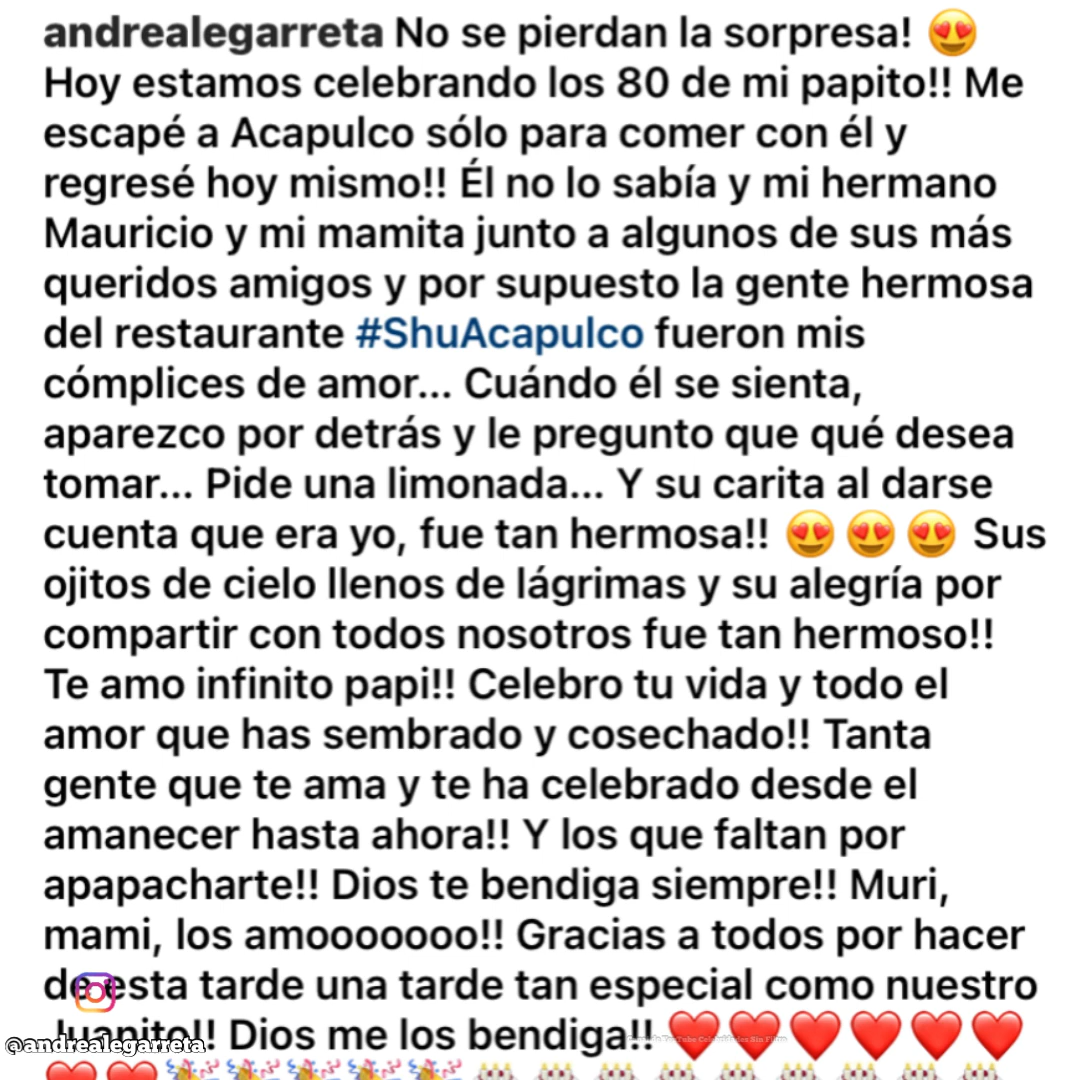 andrealegarreta No se pierdan la sorpresa! 😍
Hoy estamos celebrando los 80 de mi papito!! Me
escapé a Acapulco sólo para comer con él y
regresé hoy mismo!! Él no lo sabía y mi hermano
Mauricio y mi mamita junto a algunos de sus más
queridos amigos y por supuesto la gente hermosa
del restaurante #ShuAcapulco fueron mis
cómplices de amor... Cuándo él se sienta,
aparezco por detrás y le pregunto que qué desea
tomar... Pide una limonada... Y su carita al darse
cuenta que era yo, fue tan hermosa!! 😍 😍 😍 Sus
ojitos de cielo llenos de lágrimas y su alegría por
compartir con todos nosotros fue tan hermoso!!
Te amo infinito papi!! Celebro tu vida y todo el
amor que has sembrado y cosechado!! Tanta
gente que te ama y te ha celebrado desde el
amanecer hasta ahora!! Y los que faltan por
apapacharte!! Dios te bendiga siempre!! Muri,
mami, los amooooooo!! Gracias a todos por hacer
de esta tarde una tarde tan especial como nuestro
Juanito!! Dios me los bendiga!! ❤️❤️❤️❤️❤️❤️
❤️❤️🎉🎉🎉🎉🎉🎂🎂🎂🎂🎂🎂🎂🎂🎂
@andrealegarreta